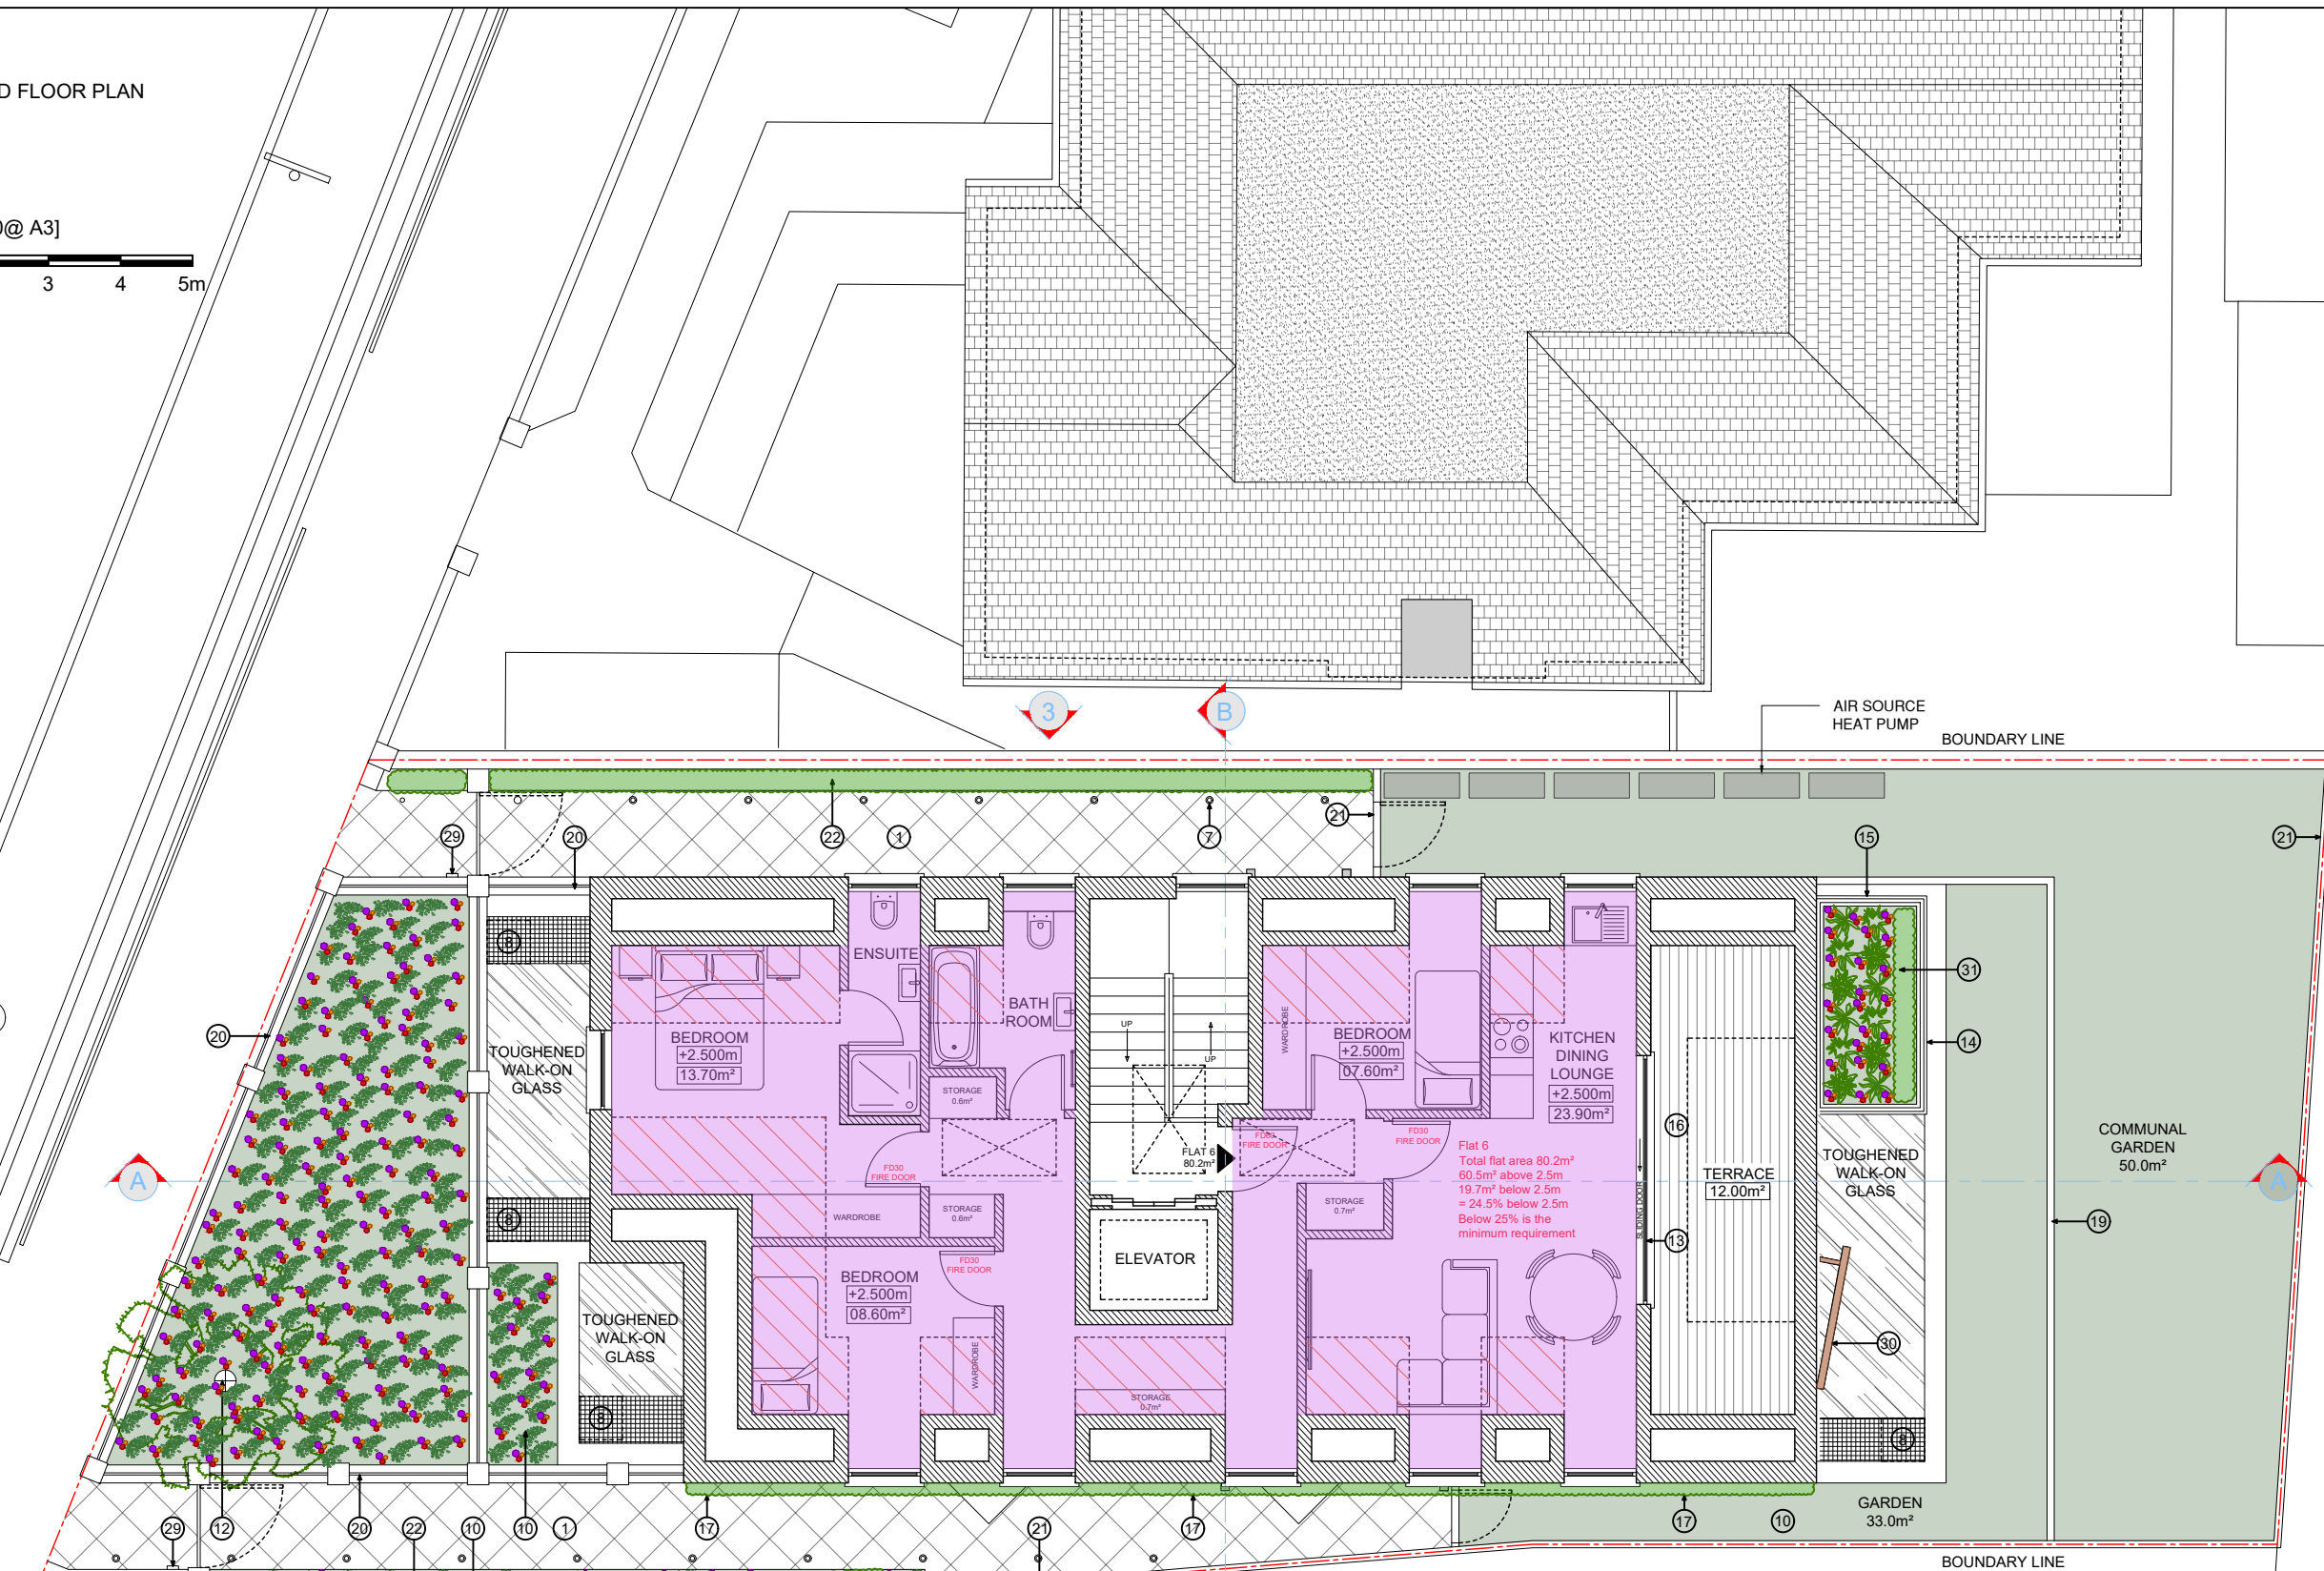 D FLOOR PLAN
0@ A3]
3 4 5m
3
B
AIR SOURCE
HEAT PUMP
BOUNDARY LINE
29
20
22
1
7
21
15
21
8
ENSUITE
BATH
ROOM
BEDROOM
+2.500m
13.70m²
TOUGHENED
WALK-ON
GLASS
20
STORAGE
0.6m²
UP
UP
WARDROBE
BEDROOM
+2.500m
07.60m²
KITCHEN
DINING
LOUNGE
+2.500m
23.90m²
31
14
16
FLAT 6
80.2m²
FD30
FIRE DOOR
FIRE DOOR
FD30
FIRE DOOR
Flat 6
Total flat area 80.2m²
60.5m² above 2.5m
19.7m² below 2.5m
= 24.5% below 2.5m
Below 25% is the
minimum requirement
TERRACE
12.00m²
TOUGHENED
WALK-ON
GLASS
COMMUNAL
GARDEN
50.0m²
A
A
8
WARDROBE
STORAGE
0.6m²
STORAGE
0.7m²
SLIDING DOOR
13
19
ELEVATOR
FD30
FIRE DOOR
BEDROOM
+2.500m
08.60m²
TOUGHENED
WALK-ON
GLASS
WARDROBE
STORAGE
0.7m²
30
8
8
GARDEN
33.0m²
29
12
20
22
10
10
1
17
21
17
17
10
BOUNDARY LINE